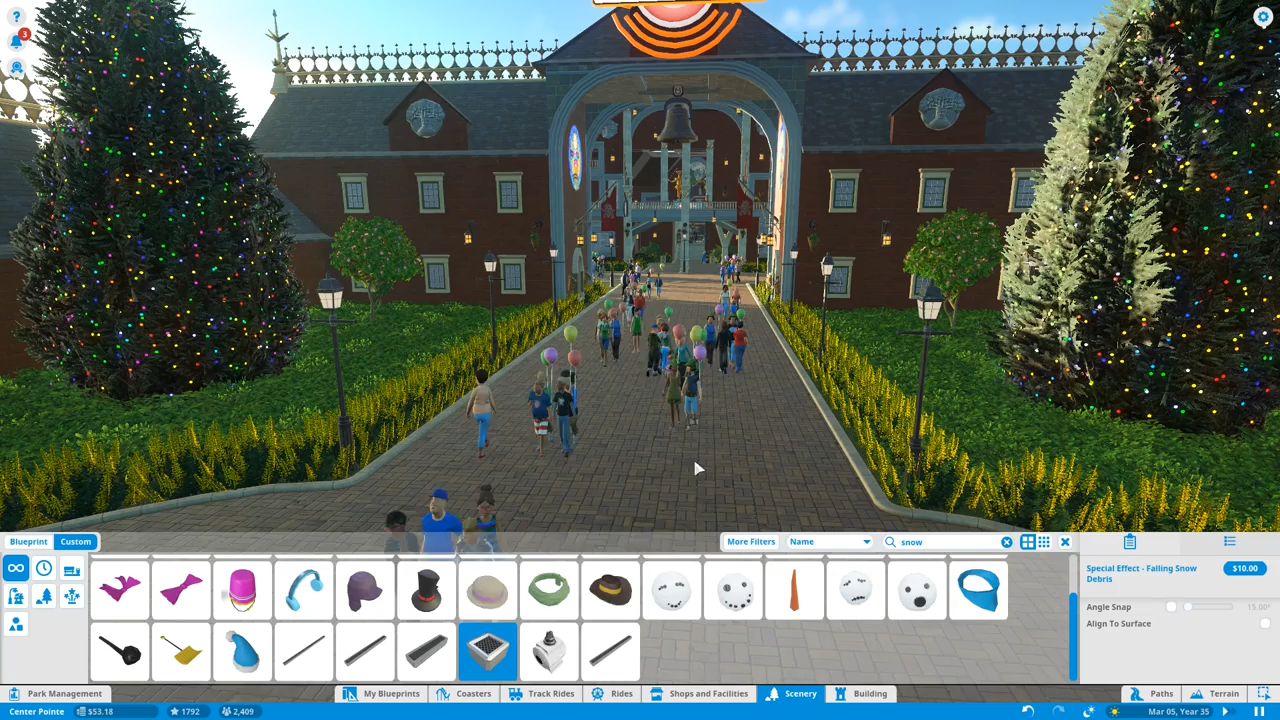 ?
3
Blueprint Custom
More Filters Name snow
Special Effect - Falling Snow
Debris
$10.00
Angle Snap 15.00°
Align To Surface
Park Management My Blueprints Coasters Track Rides Rides Shops and Facilities Scenery Building Paths Terrain
Center Pointe $53.18 1792 2,409 Mar 05, Year 35